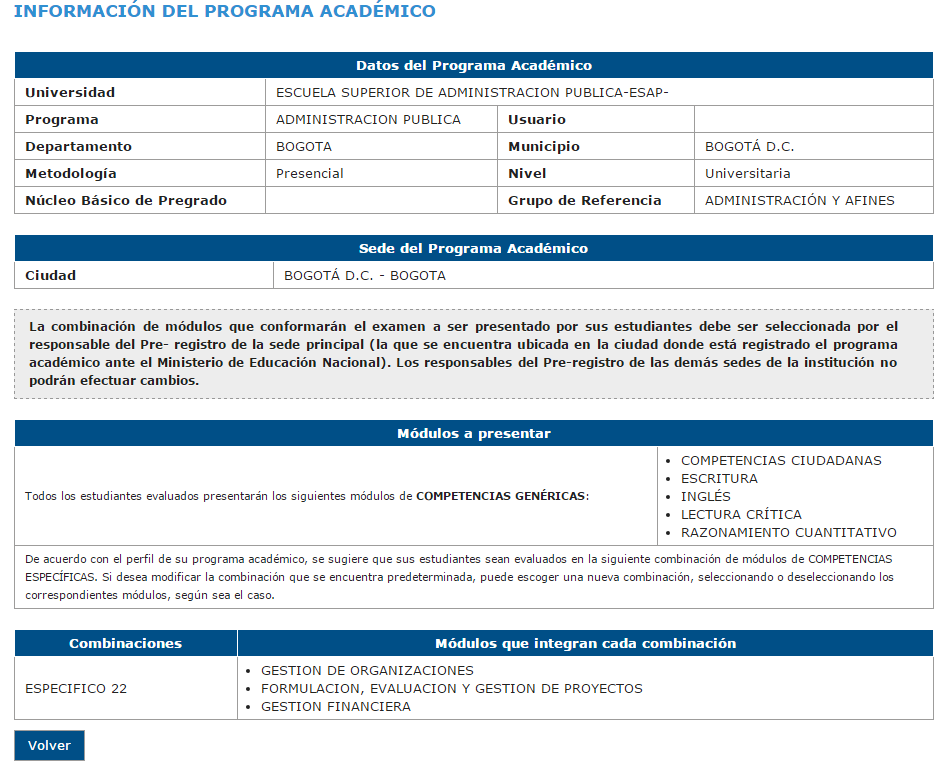 INFORMACIÓN DEL PROGRAMA ACADÉMICO
Datos del Programa Académico
Universidad ESCUELA SUPERIOR DE ADMINISTRACION PUBLICA-ESAP-
Programa ADMINISTRACION PUBLICA Usuario
Departamento BOGOTA Municipio BOGOTÁ D.C.
Metodología Presencial Nivel Universitaria
Núcleo Básico de Pregrado Grupo de Referencia ADMINISTRACIÓN Y AFINES
Sede del Programa Académico
Ciudad BOGOTÁ D.C. - BOGOTA
La combinación de módulos que conformarán el examen a ser presentado por sus estudiantes debe ser seleccionada por el
responsable del Pre- registro de la sede principal (la que se encuentra ubicada en la ciudad donde está registrado el programa
académico ante el Ministerio de Educación Nacional). Los responsables del Pre-registro de las demás sedes de la institución no
podrán efectuar cambios.
Módulos a presentar
Todos los estudiantes evaluados presentarán los siguientes módulos de COMPETENCIAS GENÉRICAS:
• COMPETENCIAS CIUDADANAS
• ESCRITURA
• INGLÉS
• LECTURA CRÍTICA
• RAZONAMIENTO CUANTITATIVO
De acuerdo con el perfil de su programa académico, se sugiere que sus estudiantes sean evaluados en la siguiente combinación de módulos de COMPETENCIAS
ESPECÍFICAS. Si desea modificar la combinación que se encuentra predeterminada, puede escoger una nueva combinación, seleccionando o deseleccionando los
correspondientes módulos, según sea el caso.
Combinaciones Módulos que integran cada combinación
ESPECIFICO 22
• GESTION DE ORGANIZACIONES
• FORMULACION, EVALUACION Y GESTION DE PROYECTOS
• GESTION FINANCIERA
Volver